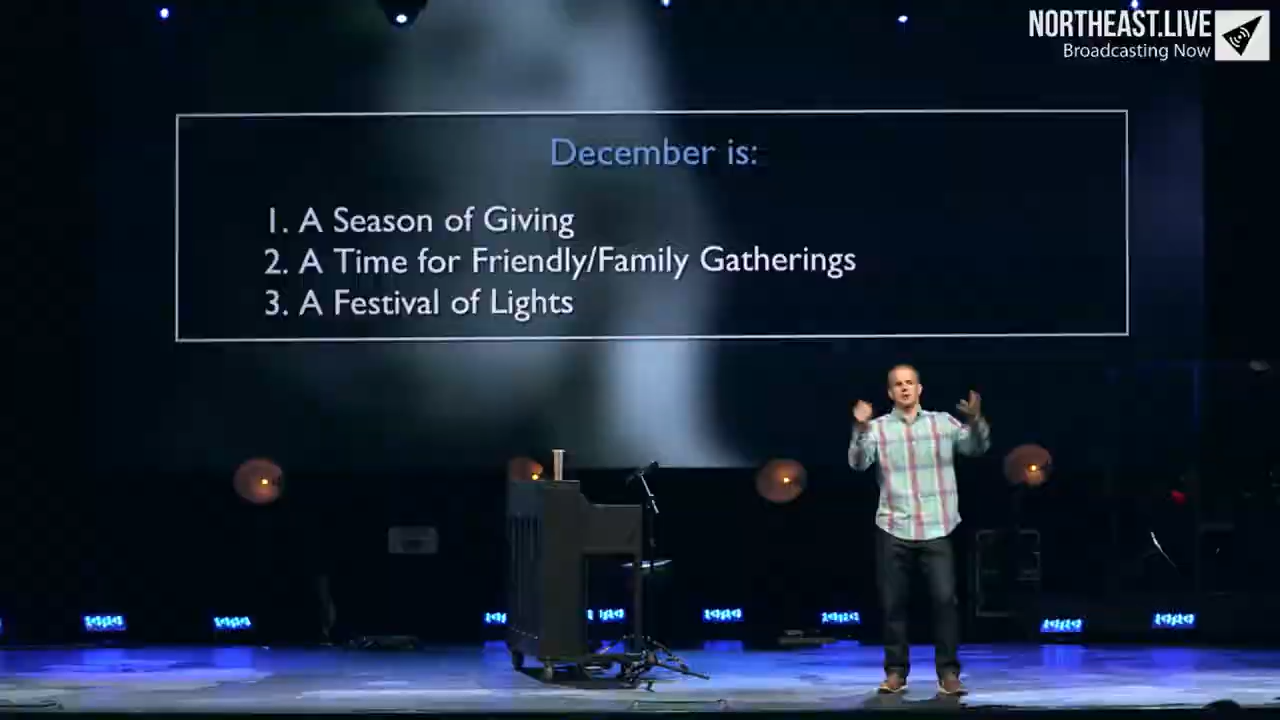 NORTHEAST.LIVE
Broadcasting Now
December is:
1. A Season of Giving
2. A Time for Friendly/Family Gatherings
3. A Festival of Lights